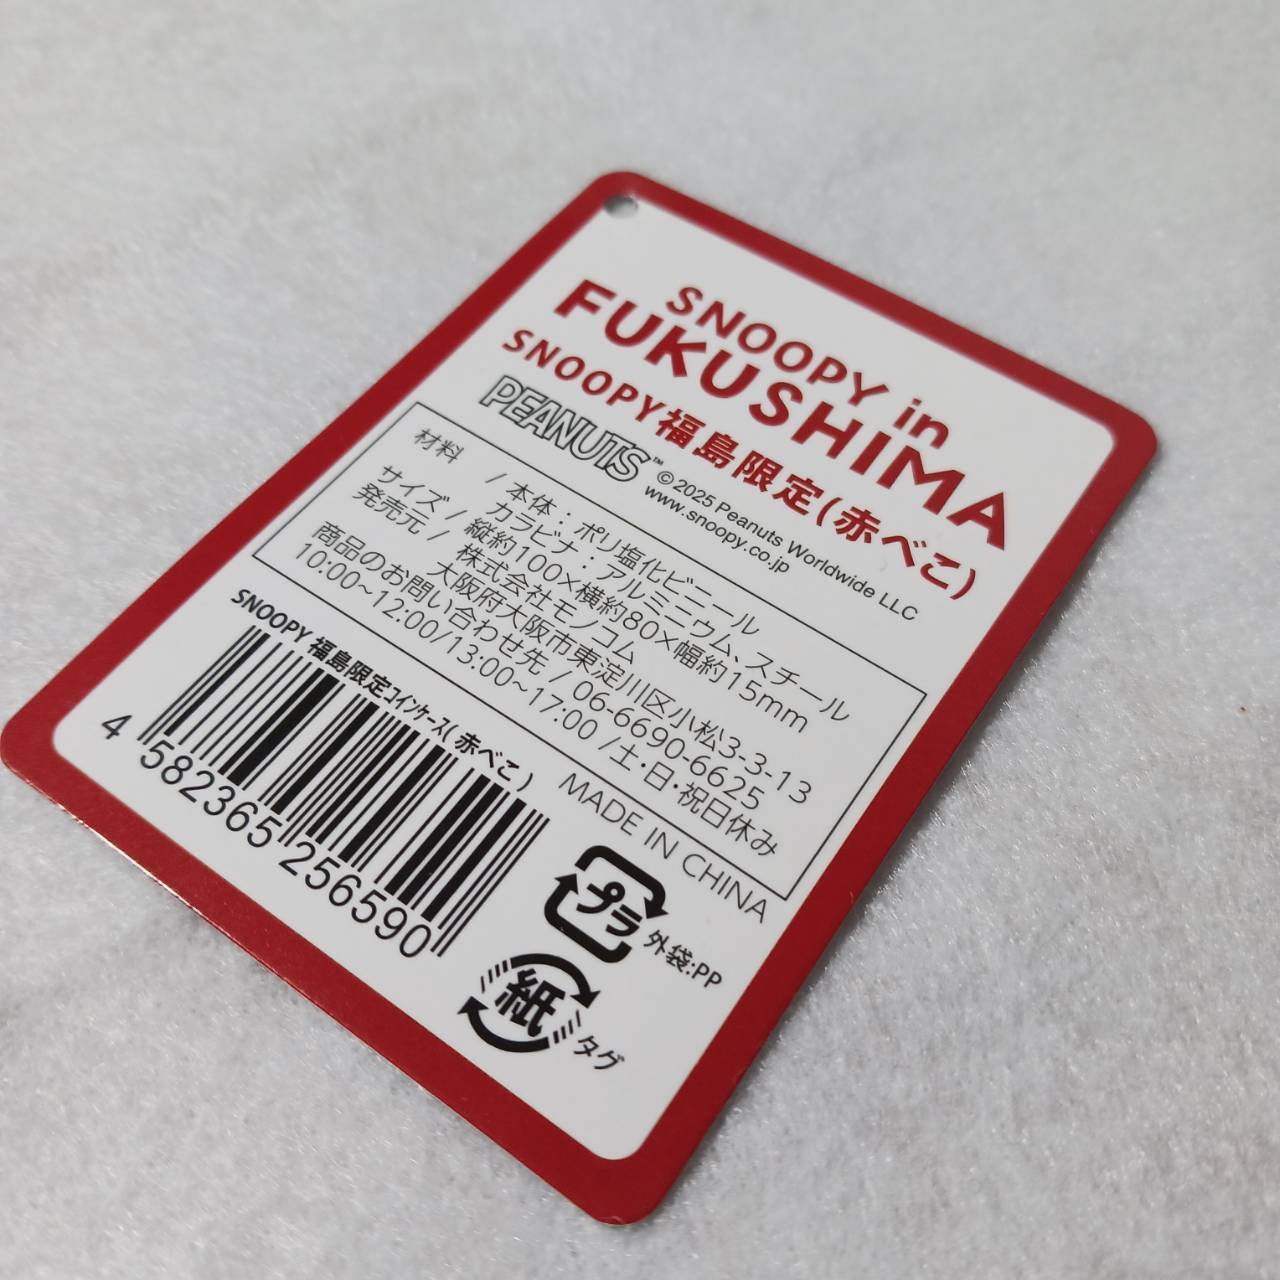 SNOOPY in
FUKUSHIMA
SNOOPY福島限定(赤べこ)
PEANUTS™ ©2025 Peanuts Worldwide LLC
www.snoopy.co.jp
材料 / 本体：ポリ塩化ビニール
カラビナ：アルミニウム、スチール
サイズ / 縦約100×横約80×幅約15mm
発売元 / 株式会社モノコム
大阪府大阪市東淀川区小松3-3-13
商品のお問い合わせ先 / 06-6690-6625
10:00~12:00/13:00~17:00 /土・日・祝日休み
MADE IN CHINA
SNOOPY 福島限定コインケース(赤べこ)
4 582365 256590
プラ 外袋:PP
紙 タグ